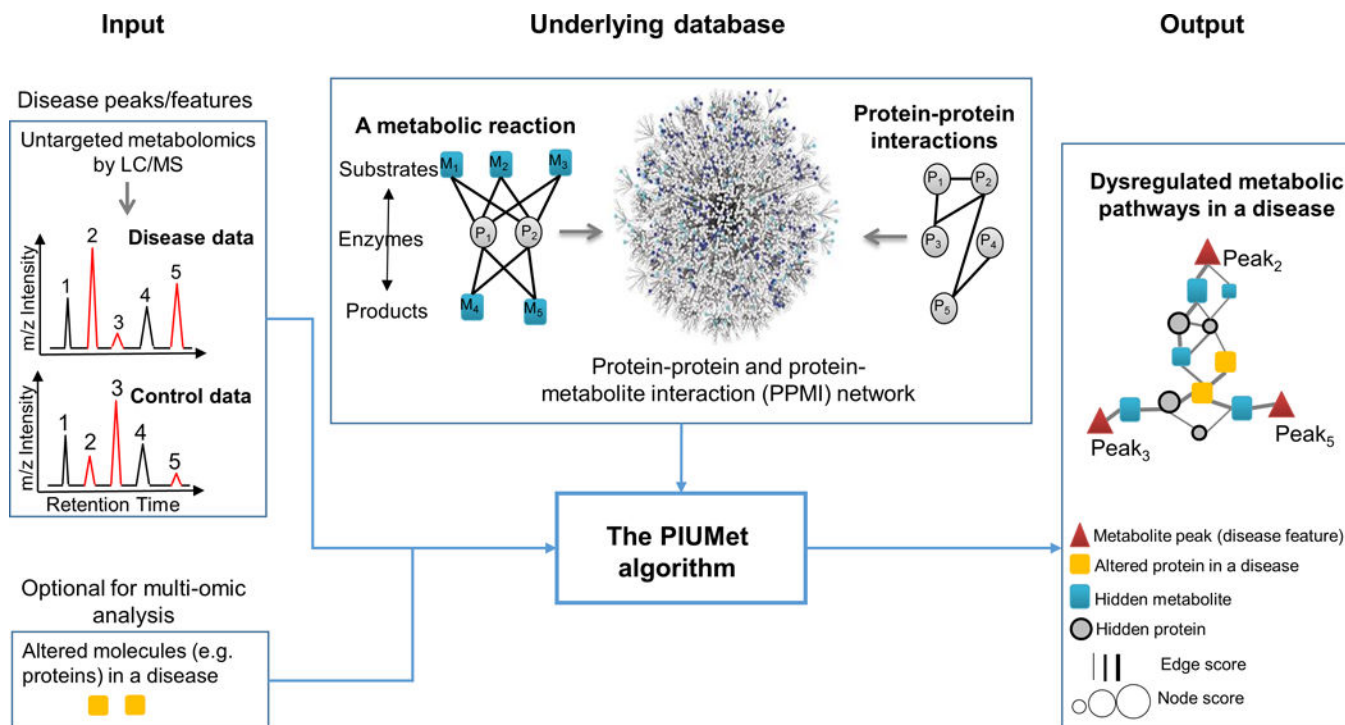 Input
Underlying database
Output
Disease peaks/features
Untargeted metabolomics
by LC/MS
Disease data
m/z Intensity
1
2
3
4
5
Control data
m/z Intensity
1
2
3
4
5
Retention Time
Optional for multi-omic
analysis
Altered molecules (e.g.
proteins) in a disease
A metabolic reaction
Substrates
M1
M2
M3
Enzymes
P1
P2
Products
M4
M5
Protein-protein
interactions
P1
P2
P3
P4
P5
Protein-protein and protein-
metabolite interaction (PPMI) network
The PIUMet
algorithm
Dysregulated metabolic
pathways in a disease
Peak2
Peak3
Peak5
Metabolite peak (disease feature)
Altered protein in a disease
Hidden metabolite
Hidden protein
Edge score
Node score